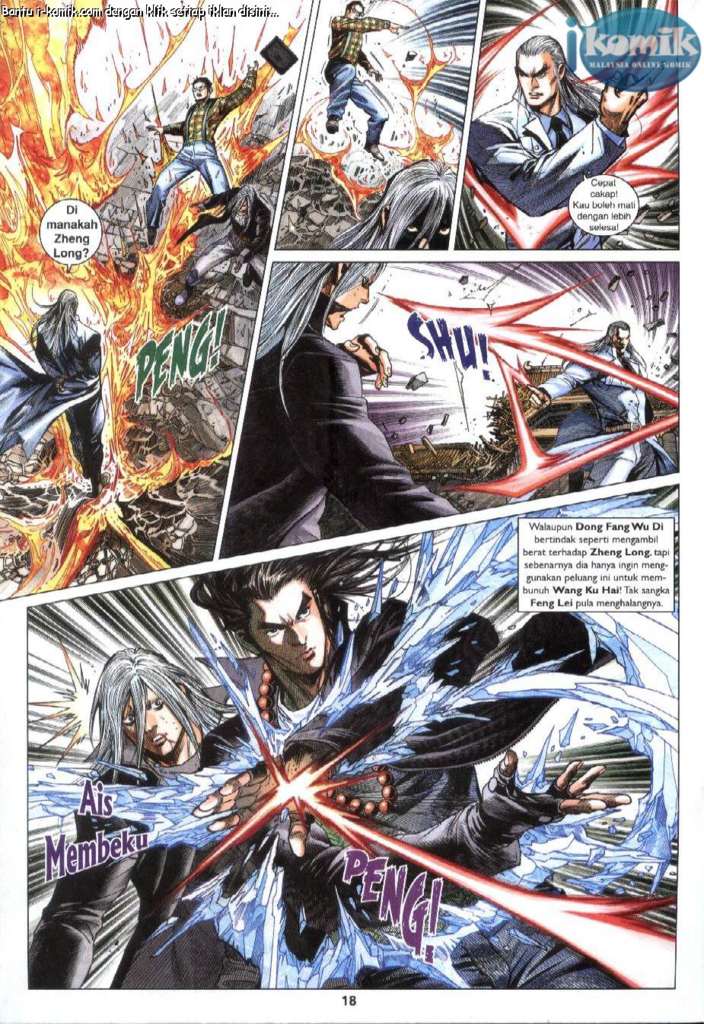 Bantu i-komik.com dengan klik setiap iklan disini...
ikomik
MALAYSIA ONLINE KOMIK
Di
manakah
Zheng
Long?
Cepat
cakap!
Kau boleh mati
dengan lebih
selesa!
PENG!
SHU!
Walaupun Dong Fang Wu Di
bertindak seperti mengambil
berat terhadap Zheng Long, tapi
sebenarnya dia hanya ingin meng-
gunakan peluang ini untuk mem-
bunuh Wang Ku Hai! Tak sangka
Feng Lei pula menghalangnya.
Ais
Membeku
PENG!
18